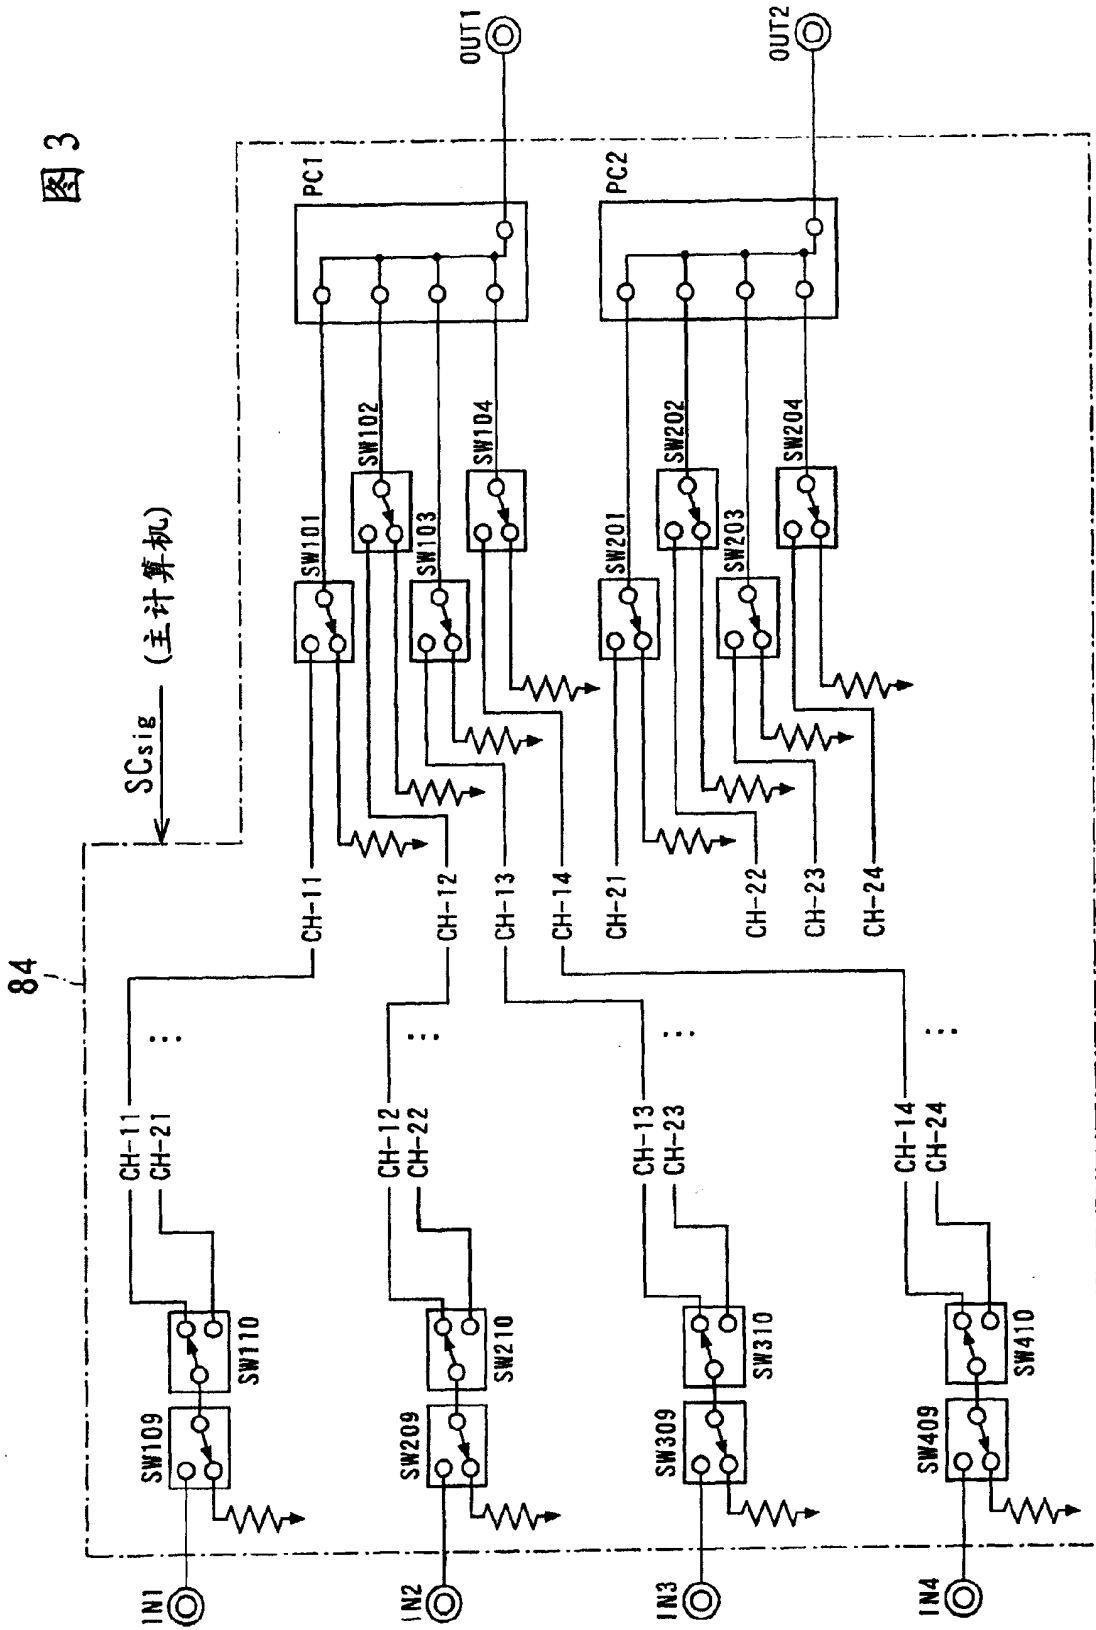 图 3
84
SCsig (主计算机)
IN1
SW109
SW110
CH-11
CH-21
...
CH-11
SW101
PC1
OUT1
SW102
CH-12
SW103
CH-13
SW104
CH-14
IN2
SW209
SW210
CH-12
CH-22
...
CH-21
SW201
PC2
OUT2
SW202
CH-22
SW203
CH-23
SW204
CH-24
IN3
SW309
SW310
CH-13
CH-23
...
IN4
SW409
SW410
CH-14
CH-24
...